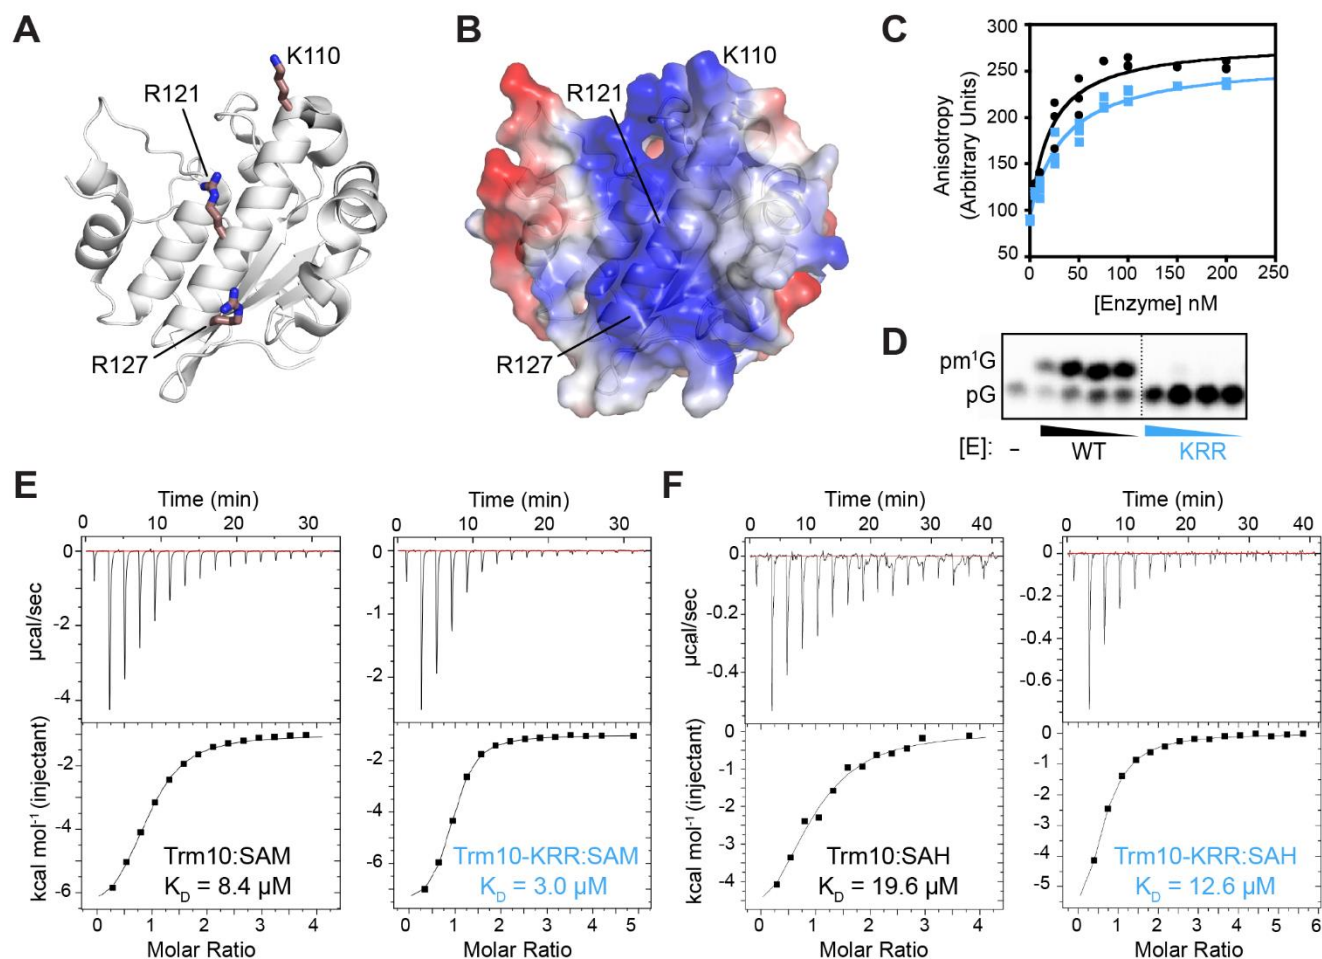 A
K110
R121
R127
B
K110
R121
R127
C
300
250
200
150
100
50
Anisotropy
(Arbitrary Units)
0 50 100 150 200 250
[Enzyme] nM
D
pm¹G
pG
[E]: – WT KRR
E
Time (min)
0 10 20 30
0
-2
-4
µcal/sec
-2
-4
-6
kcal mol⁻¹ (injectant)
Trm10:SAM
K_D = 8.4 µM
0 1 2 3 4
Molar Ratio
Time (min)
0 10 20 30
0
-1
-2
-2
-4
-6
Trm10-KRR:SAM
K_D = 3.0 µM
0 1 2 3 4 5
Molar Ratio
F
Time (min)
0 10 20 30 40
0
-0.2
-0.4
µcal/sec
0
-1
-2
-3
-4
kcal mol⁻¹ (injectant)
Trm10:SAH
K_D = 19.6 µM
0 1 2 3 4
Molar Ratio
Time (min)
0 10 20 30 40
0
-0.2
-0.4
-0.6
0
-1
-2
-3
-4
-5
Trm10-KRR:SAH
K_D = 12.6 µM
0 1 2 3 4 5 6
Molar Ratio